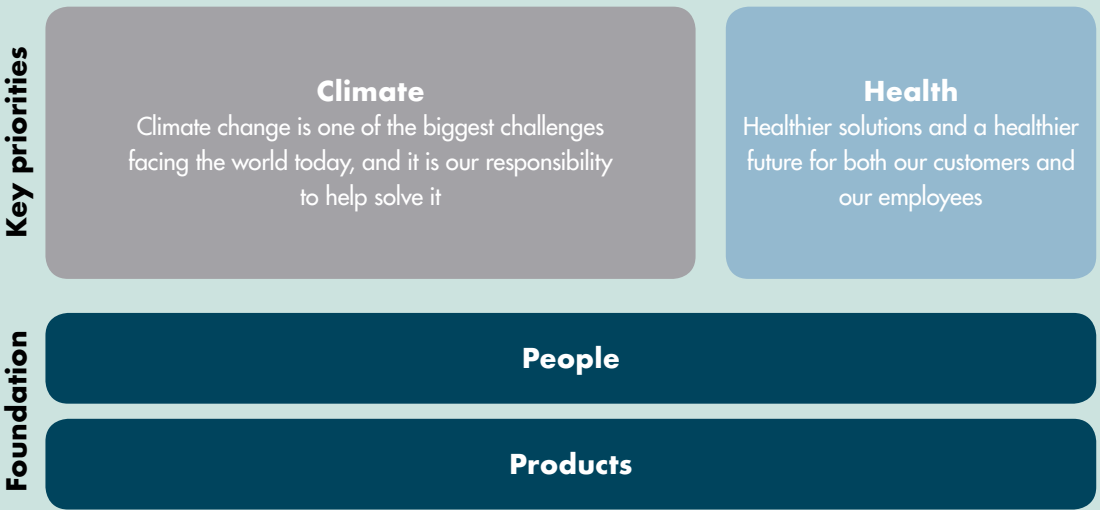 Key priorities
Climate
Climate change is one of the biggest challenges
facing the world today, and it is our responsibility
to help solve it
Health
Healthier solutions and a healthier
future for both our customers and
our employees
Foundation
People
Products